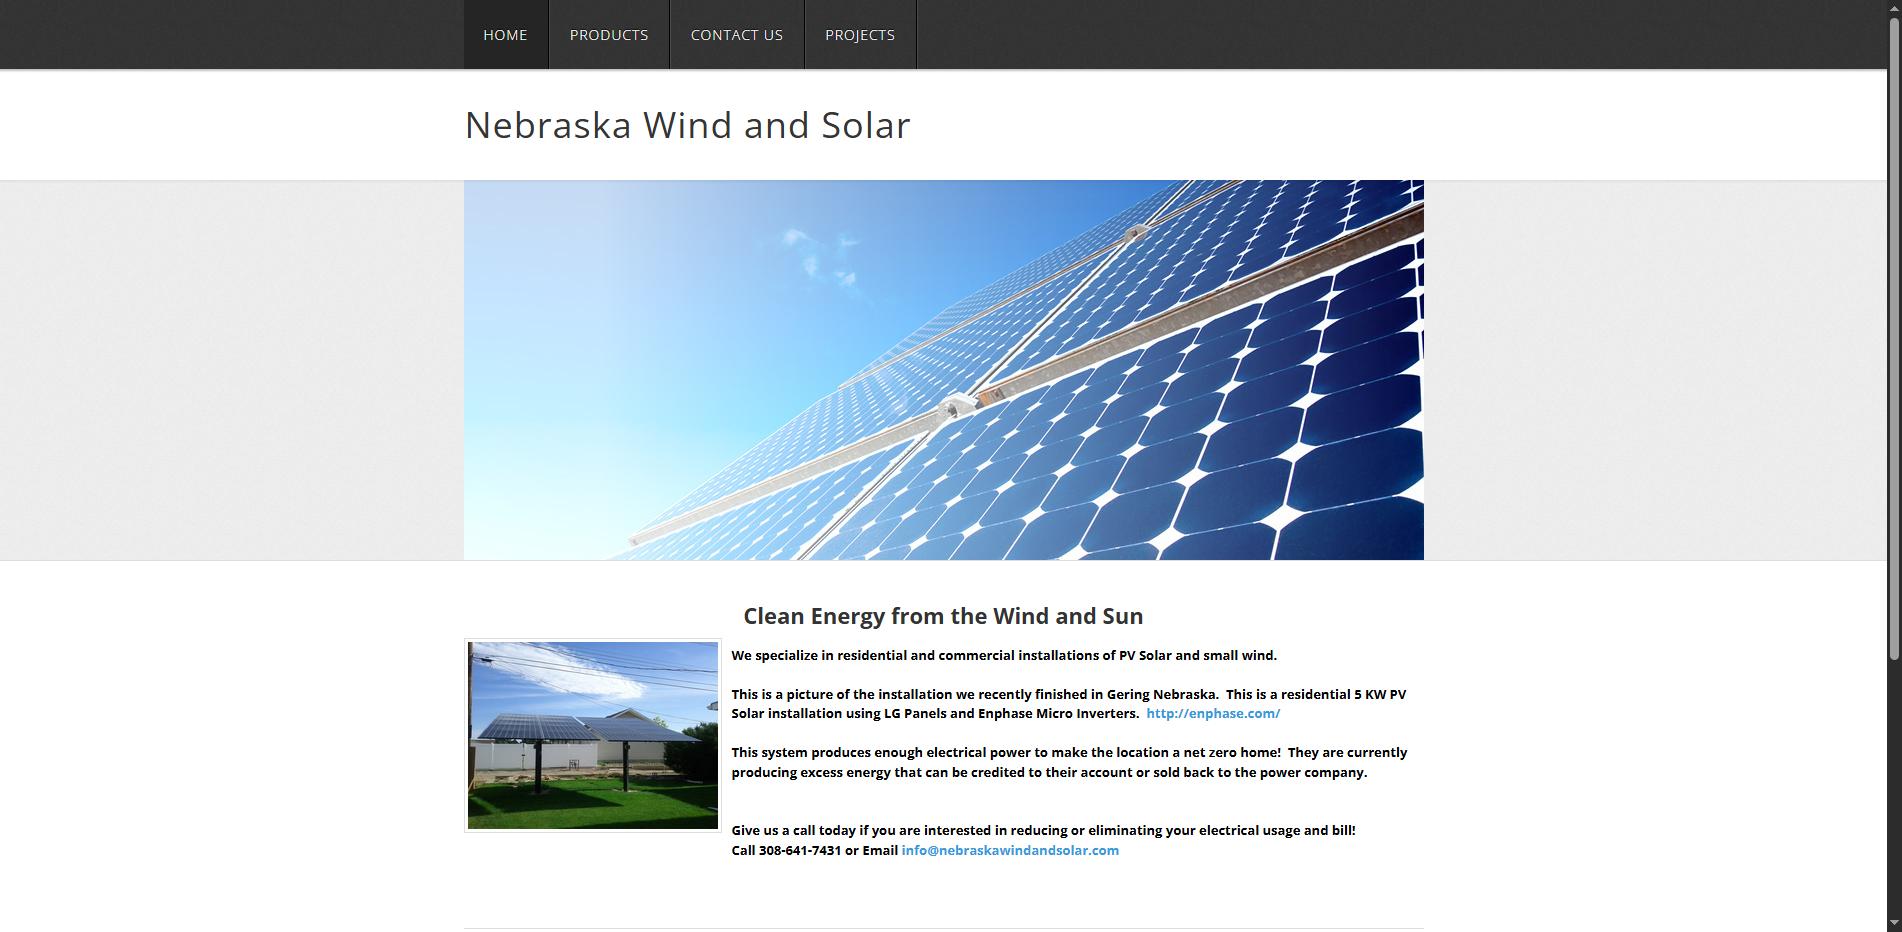 HOME
PRODUCTS
CONTACT US
PROJECTS
Nebraska Wind and Solar
Clean Energy from the Wind and Sun
We specialize in residential and commercial installations of PV Solar and small wind.
This is a picture of the installation we recently finished in Gering Nebraska.  This is a residential 5 KW PV
Solar installation using LG Panels and Enphase Micro Inverters.  http://enphase.com/
This system produces enough electrical power to make the location a net zero home!  They are currently
producing excess energy that can be credited to their account or sold back to the power company.
Give us a call today if you are interested in reducing or eliminating your electrical usage and bill!
Call 308-641-7431 or Email info@nebraskawindandsolar.com